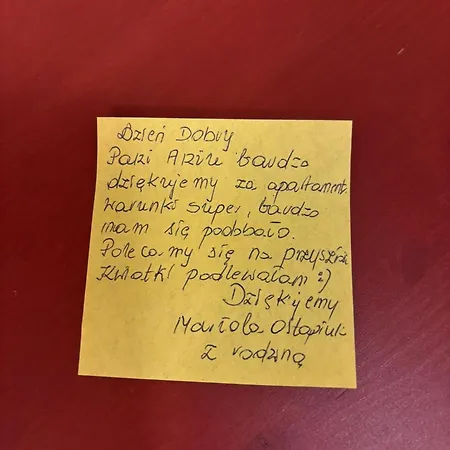 Dzień Dobry
Pani Aniu bardzo
dziękujemy za apartament.
warunki super, bardzo
nam się podobało.
Polecamy się na przyszłość
Kwiatki podlewałam :)
Dziękujemy
Mariola Ostapiuk
z rodziną